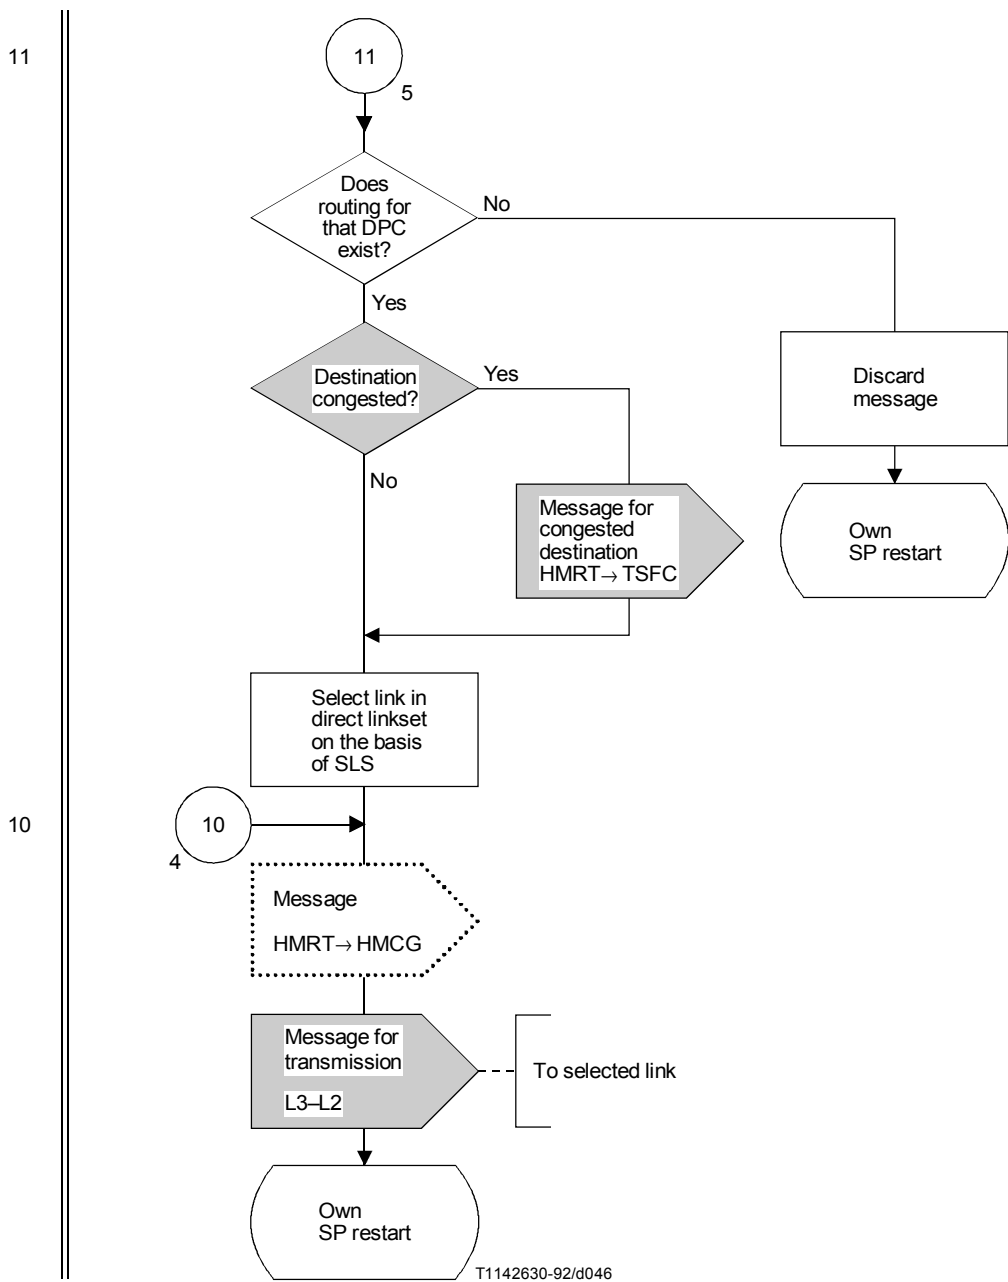 11
11
5
Does
routing for
that DPC
exist?
No
Yes
Destination
congested?
Yes
Discard
message
No
Message for
congested
destination
HMRT→TSFC
Own
SP restart
Select link in
direct linkset
on the basis
of SLS
10
10
4
Message
HMRT→HMCG
Message for
transmission
L3–L2
To selected link
Own
SP restart
T1142630-92/d046